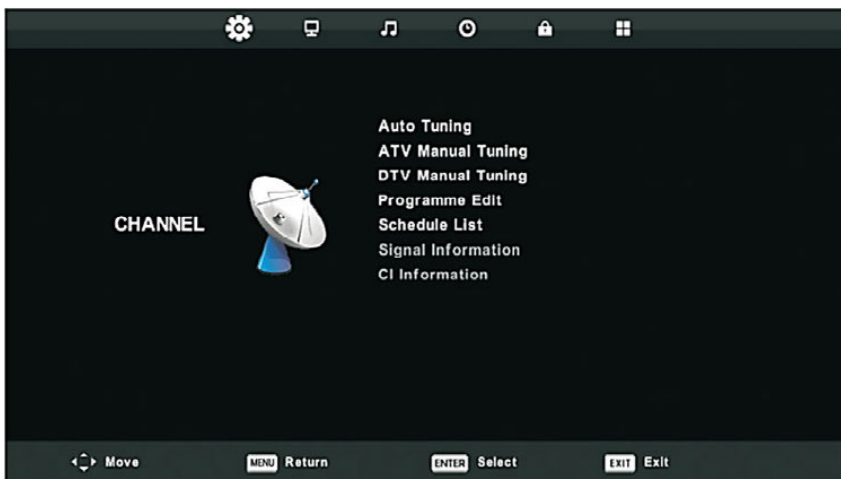 Auto Tuning
ATV Manual Tuning
DTV Manual Tuning
Programme Edit
CHANNEL
Schedule List
Signal Information
CI Information
Move
MENU Return
ENTER Select
EXIT Exit